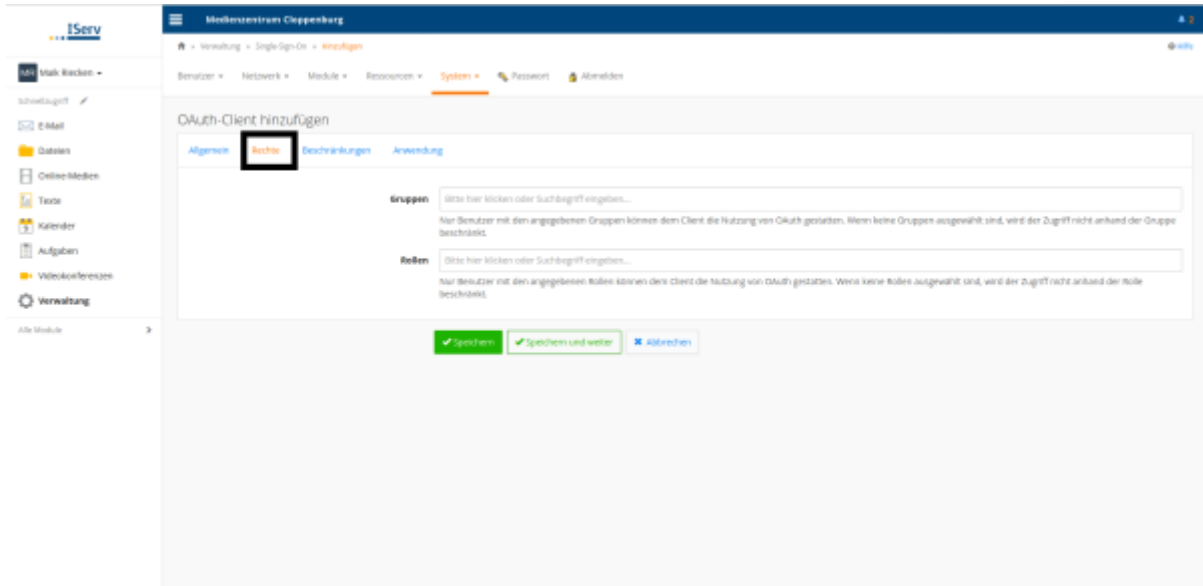 IServ
Medienzentrum Cloppenburg
2
Verwaltung » Single-Sign-On » Hinzufügen
Hilfe
MR Maik Riecken
Benutzer Netzwerk Module Ressourcen System Passwort Abmelden
Schnellzugriff
E-Mail
Dateien
Online-Medien
Texte
Kalender
Aufgaben
Videokonferenzen
Verwaltung
Alle Module
OAuth-Client hinzufügen
Allgemein Rechte Beschränkungen Anwendung
Gruppen Bitte hier klicken oder Suchbegriff eingeben...
Nur Benutzer mit den angegebenen Gruppen können dem Client die Nutzung von OAuth gestatten. Wenn keine Gruppen ausgewählt sind, wird der Zugriff nicht anhand der Gruppe
beschränkt.
Rollen Bitte hier klicken oder Suchbegriff eingeben...
Nur Benutzer mit den angegebenen Rollen können dem Client die Nutzung von OAuth gestatten. Wenn keine Rollen ausgewählt sind, wird der Zugriff nicht anhand der Rolle
beschränkt.
Speichern Speichern und weiter Abbrechen